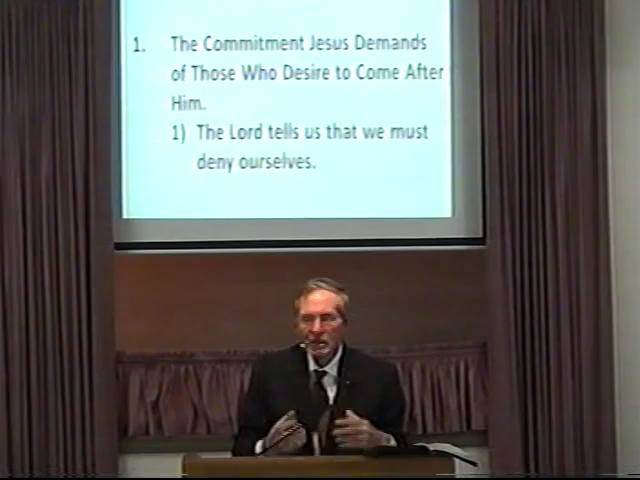 1. The Commitment Jesus Demands
of Those Who Desire to Come After
Him.
1) The Lord tells us that we must
deny ourselves.